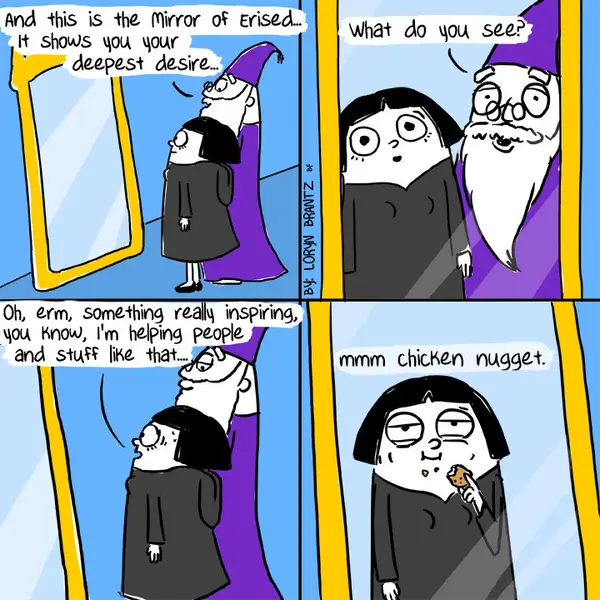 And this is the Mirror of Erised...
It shows you your
deepest desire...
What do you see?
By: LORYN BRANTZ BF
Oh, erm, something really inspiring,
you know, I'm helping people
and stuff like that....
mmm chicken nugget.